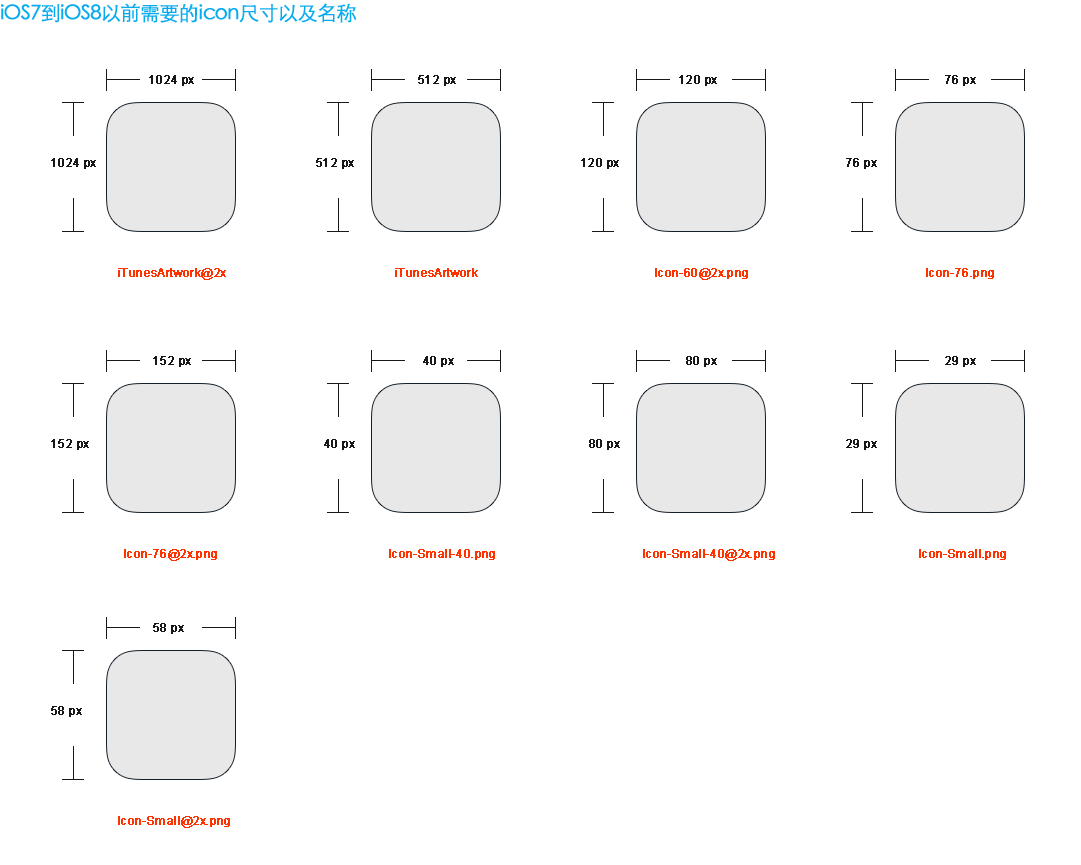 iOS7到iOS8以前需要的icon尺寸以及名称
1024 px
512 px
120 px
76 px
1024 px
512 px
120 px
76 px
iTunesArtwork@2x
iTunesArtwork
Icon-60@2x.png
Icon-76.png
152 px
40 px
80 px
29 px
152 px
40 px
80 px
29 px
Icon-76@2x.png
Icon-Small-40.png
Icon-Small-40@2x.png
Icon-Small.png
58 px
58 px
Icon-Small@2x.png